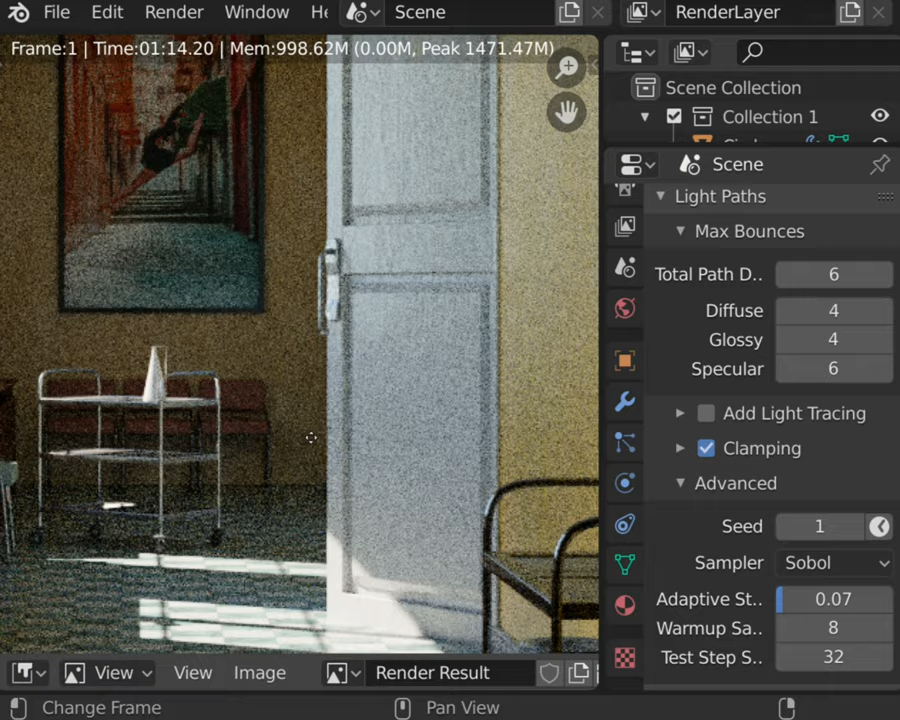 File Edit Render Window He Scene RenderLayer
Frame:1 | Time:01:14.20 | Mem:998.62M (0.00M, Peak 1471.47M)
Scene Collection
Collection 1
Scene
Light Paths
Max Bounces
Total Path D.. 6
Diffuse 4
Glossy 4
Specular 6
Add Light Tracing
Clamping
Advanced
Seed 1
Sampler Sobol
Adaptive St.. 0.07
Warmup Sa.. 8
Test Step S.. 32
View View Image Render Result
Change Frame Pan View